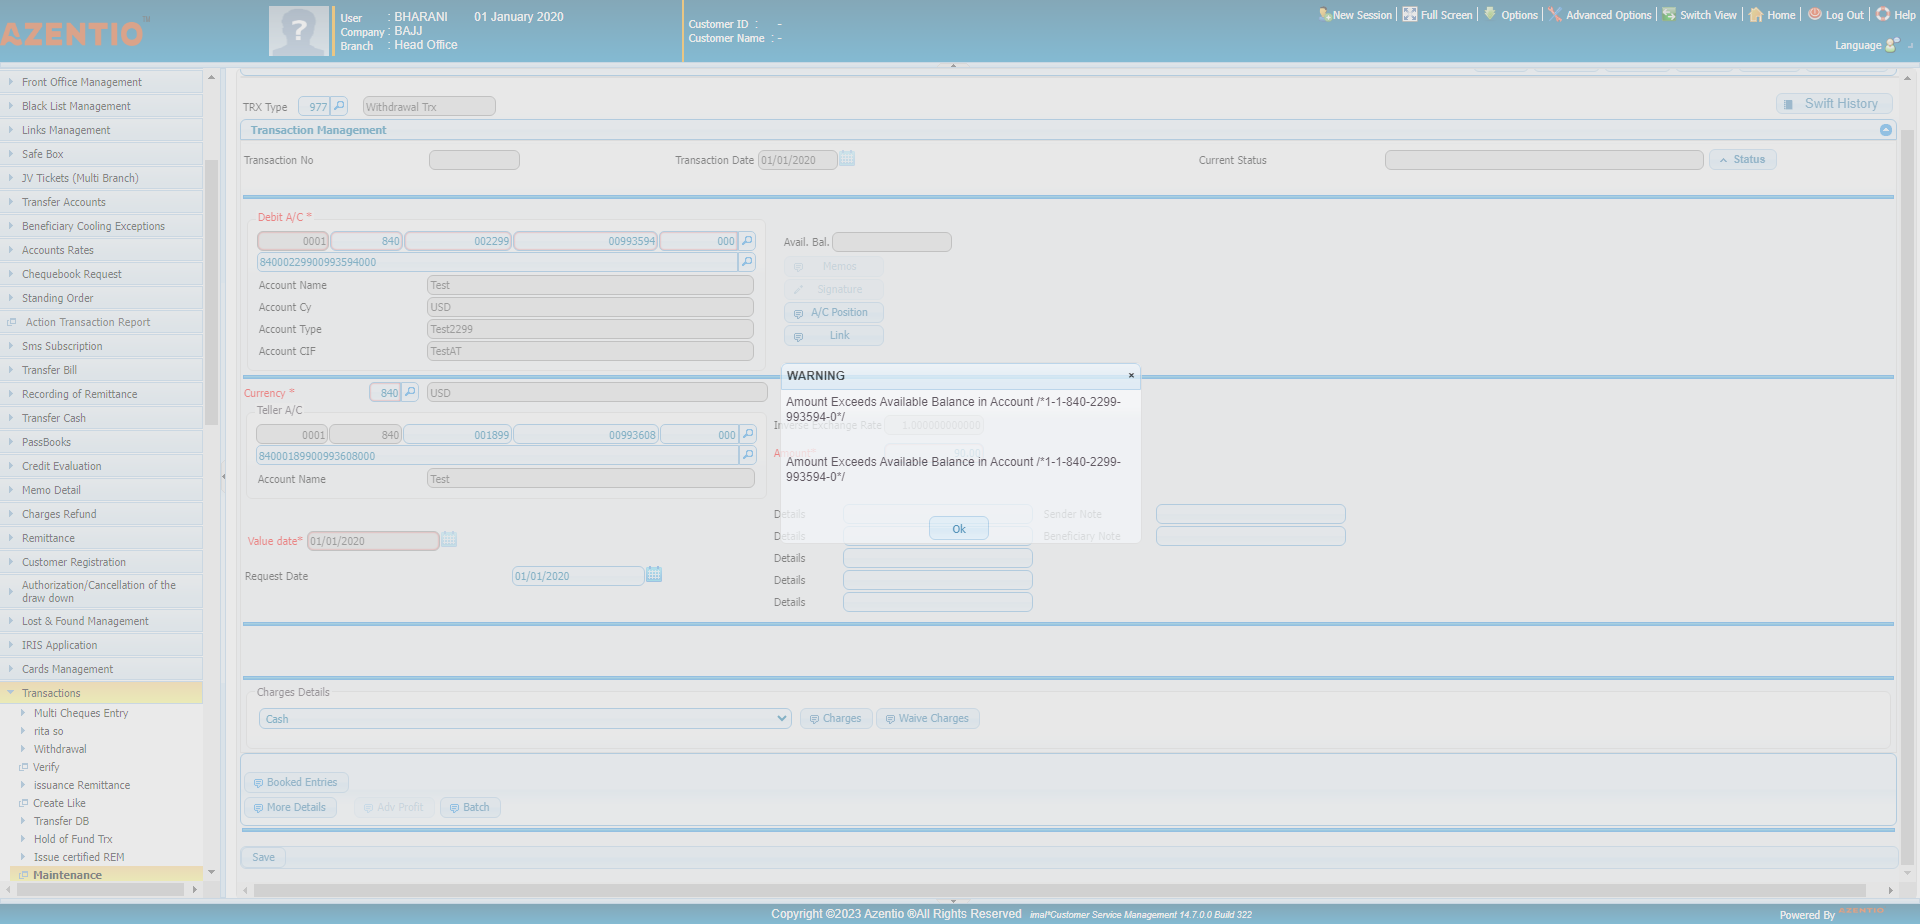 AZENTIO™
User : BHARANI 01 January 2020
Company : BAJJ
Branch : Head Office
Customer ID : -
Customer Name : -
New Session Full Screen Options Advanced Options Switch View Home Log Out Help
Language
Front Office Management
Black List Management
Links Management
Safe Box
JV Tickets (Multi Branch)
Transfer Accounts
Beneficiary Cooling Exceptions
Accounts Rates
Chequebook Request
Standing Order
Action Transaction Report
Sms Subscription
Transfer Bill
Recording of Remittance
Transfer Cash
PassBooks
Credit Evaluation
Memo Detail
Charges Refund
Remittance
Customer Registration
Authorization/Cancellation of the
draw down
Lost & Found Management
IRIS Application
Cards Management
Transactions
Multi Cheques Entry
rita so
Withdrawal
Verify
issuance Remittance
Create Like
Transfer DB
Hold of Fund Trx
Issue certified REM
Maintenance
TRX Type 977 Withdrawal Trx Swift History
Transaction Management
Transaction No Transaction Date 01/01/2020 Current Status Status
Debit A/C *
0001 840 002299 00993594 000
84000229900993594000
Account Name Test
Account Cy USD
Account Type Test2299
Account CIF TestAT
Avail. Bal.
Memos
Signature
A/C Position
Link
Currency * 840 USD
Teller A/C
0001 840 001899 00993608 000
84000189900993608000
Account Name Test
Inverse Exchange Rate 1.000000000000
Amount*
WARNING
Amount Exceeds Available Balance in Account /*1-1-840-2299-
993594-0*/
Amount Exceeds Available Balance in Account /*1-1-840-2299-
993594-0*/
Ok
Value date* 01/01/2020
Request Date 01/01/2020
Details Sender Note
Details Beneficiary Note
Details
Details
Details
Charges Details
Cash Charges Waive Charges
Booked Entries
More Details Adv Profit Batch
Save
Copyright ©2023 Azentio ®All Rights Reserved imal*Customer Service Management 14.7.0.0 Build 322
Powered By AZENTIO